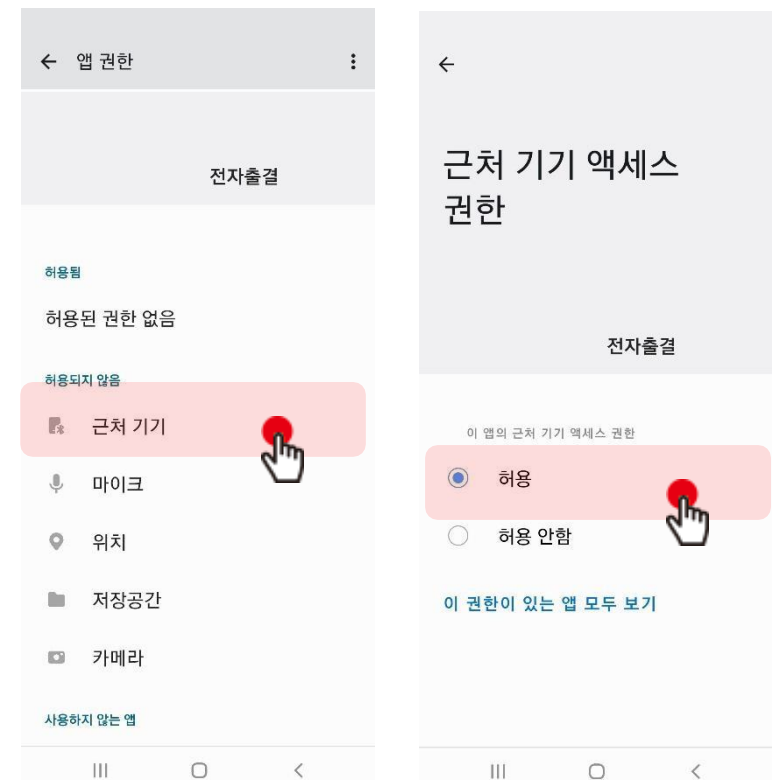 앱 권한
전자출결
허용됨
허용된 권한 없음
허용되지 않음
근처 기기
마이크
위치
저장공간
카메라
사용하지 않는 앱
근처 기기 액세스
권한
전자출결
이 앱의 근처 기기 액세스 권한
허용
허용 안함
이 권한이 있는 앱 모두 보기